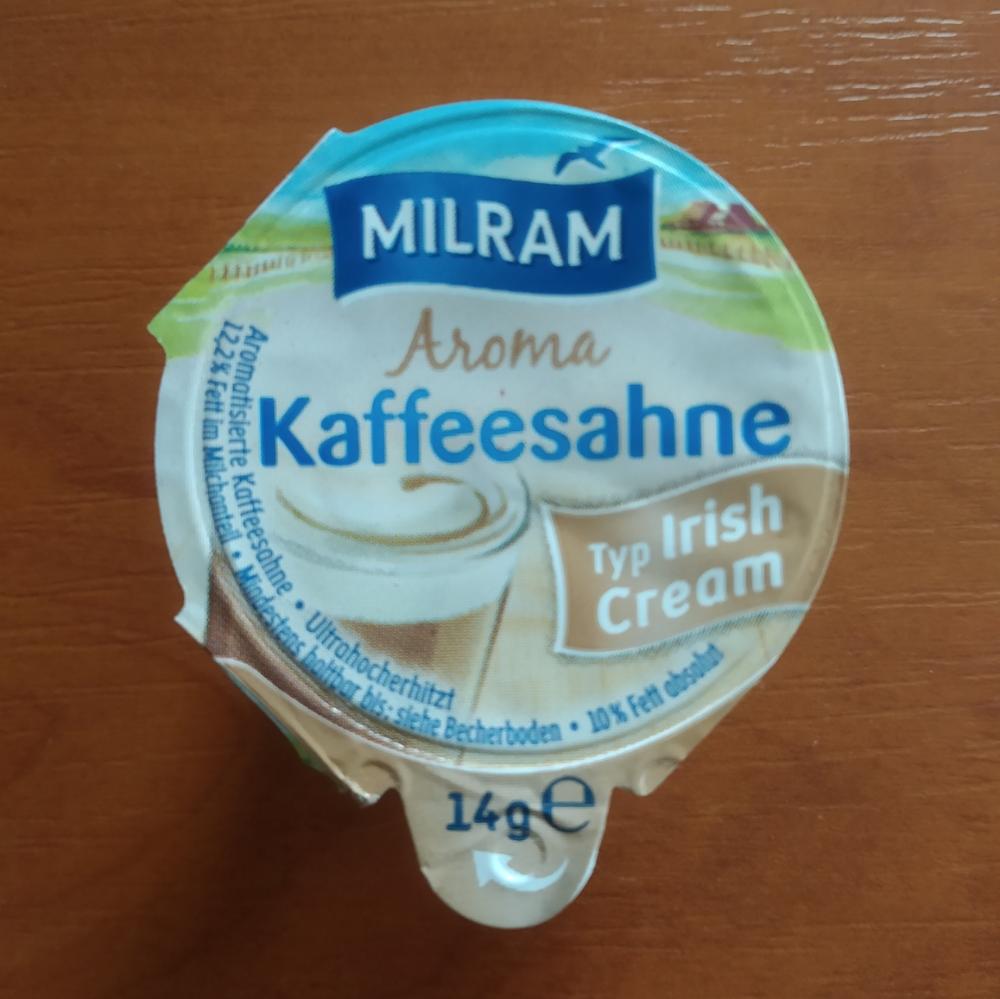 MILRAM
Aroma
Kaffeesahne
Typ Irish
Cream
Aromatisierte Kaffeesahne • Ultrahocherhitzt
12,2% Fett im Milchanteil • Mindestens haltbar bis: siehe Becherboden • 10% Fett absolut
14g e